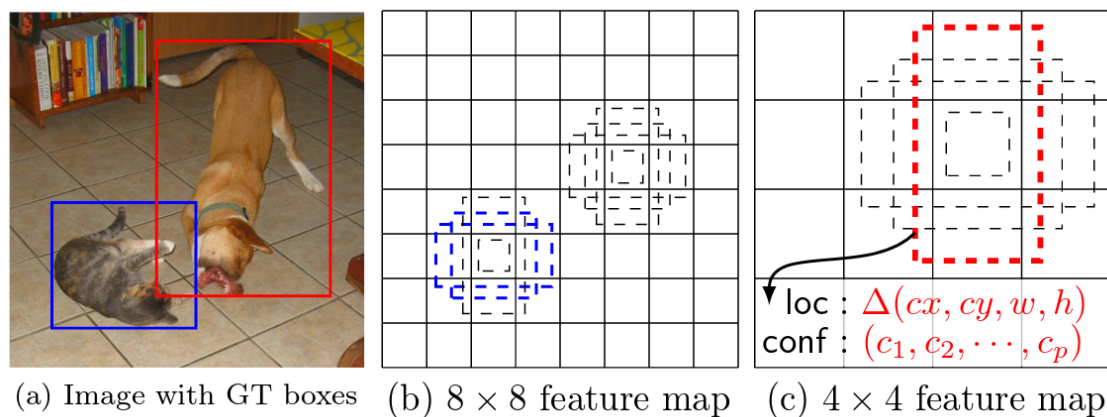 loc : Δ(cx, cy, w, h)
conf : (c₁, c₂, ⋯, cₚ)
(a) Image with GT boxes
(b) 8 × 8 feature map
(c) 4 × 4 feature map